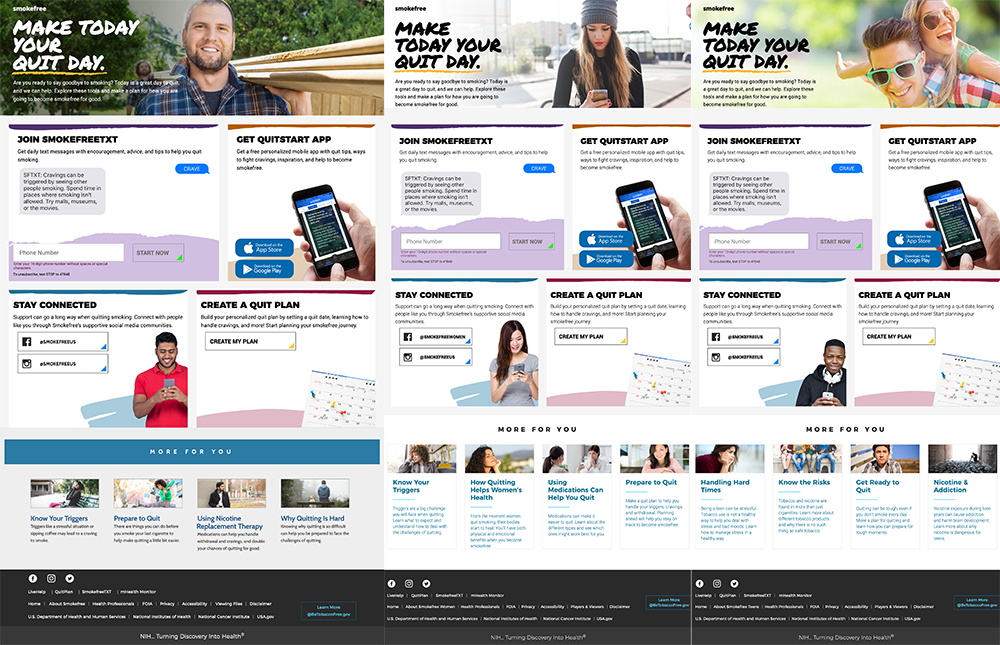 smokefree
MAKE TODAY
YOUR
QUIT DAY.
Are you ready to say goodbye to smoking? Today is a great day to quit,
and we can help. Explore these tools and make a plan for how you are
going to become smokefree for good.
JOIN SMOKEFREETXT
Get daily text messages with encouragement, advice, and tips to help you quit
smoking.
CRAVE
SFTXT: Cravings can be
triggered by seeing other
people smoking. Spend time in
places where smoking isn't
allowed. Try malls, museums,
or the movies.
Phone Number
START NOW
Enter your 10 digit phone number without spaces or special
characters.
To unsubscribe, text STOP to 47848
GET QUITSTART APP
Get a free personalized mobile app with quit tips, ways
to fight cravings, inspiration, and help to become
smokefree.
Download on the
App Store
Download on the
Google Play
STAY CONNECTED
Support can go a long way when quitting smoking. Connect with people
like you through Smokefree's supportive social media communities.
@SMOKEFREEUS
@SMOKEFREEUS
CREATE A QUIT PLAN
Build your personalized quit plan by setting a quit date, learning how to
handle cravings, and more! Start planning your smokefree journey.
CREATE MY PLAN
MORE FOR YOU
Know Your Triggers
Triggers like a stressful situation or
sipping coffee may lead to a craving
to smoke.
Prepare to Quit
There are things you can do before
you smoke your last cigarette to
help make quitting a little bit easier.
Using Nicotine
Replacement Therapy
Medications can help you handle
withdrawal and cravings, and double
your chances of quitting for good.
Why Quitting Is Hard
Knowing why quitting is so difficult
can help you be prepared to face the
challenges of quitting
LiveHelp | QuitPlan | SmokefreeTXT | mHealth Monitor
Home | About Smokefree | Health Professionals | FOIA | Privacy | Accessibility | Viewing Files | Disclaimer
U.S. Department of Health and Human Services | National Institutes of Health | National Cancer Institute | USA.gov
Learn More
@BeTobaccoFree.gov
NIH... Turning Discovery Into Health®
smokefree
MAKE
TODAY YOUR
QUIT DAY.
Are you ready to say goodbye to smoking? Today is
a great day to quit, and we can help. Explore these
tools and make a plan for how you are going to
become smokefree for good.
JOIN SMOKEFREETXT
Get daily text messages with encouragement, advice, and tips to help
you quit smoking.
CRAVE
SFTXT: Cravings can be
triggered by seeing other
people smoking. Spend time in
places where smoking isn't
allowed. Try malls, museums,
or the movies.
Phone Number
START NOW
Enter your 10 digit phone number without spaces or special
characters.
To unsubscribe, text STOP to 47848
GET QUITSTART APP
Get a free personalized mobile app with quit tips,
ways to fight cravings, inspiration, and help to
become smokefree.
Download on the
App Store
Download on the
Google Play
STAY CONNECTED
Support can go a long way when quitting smoking. Connect with
people like you through Smokefree's supportive social media
communities.
@SMOKEFREEWOMEN
@SMOKEFREEUS
CREATE A QUIT PLAN
Build your personalized quit plan by setting a quit date, learning
how to handle cravings, and more! Start planning your
smokefree journey.
CREATE MY PLAN
MORE FOR YOU
Know Your
Triggers
Triggers are a big challenge
you will face when quitting.
Learn what to expect and
understand how to deal with
the challenges of quitting.
How Quitting
Helps Women's
Health
From the moment women
quit smoking, their bodies
start to heal. You'll have both
physical and emotional
benefits when you become
smokefree.
Using
Medications Can
Help You Quit
Medications can make it
easier to quit. Learn about the
different types and see which
ones might work best for you.
Prepare to Quit
Make a quit plan to help you
handle your triggers, cravings
and withdrawal. Planning
ahead will help you stay on
track to become smokefree.
LiveHelp | QuitPlan | SmokefreeTXT | mHealth Monitor
Home | About Smokefree Women | Health Professionals | FOIA | Privacy | Accessibility | Players & Viewers | Disclaimer
U.S. Department of Health and Human Services | National Institutes of Health | National Cancer Institute | USA.gov
Learn More
@BeTobaccoFree.gov
NIH... Turning Discovery Into Health®
smokefree
MAKE
TODAY YOUR
QUIT DAY.
Are you ready to say goodbye to smoking? Today is
a great day to quit, and we can help. Explore these
tools and make a plan for how you are going to
become smokefree for good.
JOIN SMOKEFREETXT
Get daily text messages with encouragement, advice, and tips to help
you quit smoking.
CRAVE
SFTXT: Cravings can be
triggered by seeing other
people smoking. Spend time in
places where smoking isn't
allowed. Try malls, museums,
or the movies.
Phone Number
START NOW
Enter your 10 digit phone number without spaces or special
characters.
To unsubscribe, text STOP to 47848
GET QUITSTART APP
Get a free personalized mobile app with quit tips,
ways to fight cravings, inspiration, and help to
become smokefree.
Download on the
App Store
Download on the
Google Play
STAY CONNECTED
Support can go a long way when quitting smoking. Connect with
people like you through Smokefree's supportive social media
communities.
@SMOKEFREEUS
@SMOKEFREEUS
CREATE A QUIT PLAN
Build your personalized quit plan by setting a quit date, learning
how to handle cravings, and more! Start planning your
smokefree journey.
CREATE MY PLAN
MORE FOR YOU
Handling Hard
Times
Being a teen can be stressful.
Tobacco use is not a healthy
way to help you deal with
stress and bad moods. Learn
how to manage stress in a
healthy way.
Know the Risks
Tobacco and nicotine are
found in more than just
cigarettes. Learn more about
different tobacco products
and why there is no such
thing as safe tobacco
Get Ready to
Quit
Quitting can be tough, even if
you don't smoke every day.
Make a plan for quitting and
learn how you can prepare for
tough moments.
Nicotine &
Addiction
Nicotine exposure during
teen years can cause addiction
and harm brain development.
Learn more about why
nicotine is dangerous for
teens.
LiveHelp | QuitPlan | SmokefreeTXT | mHealth Monitor
Home | About Smokefree Teens | Health Professionals | FOIA | Privacy | Accessibility | Players & Viewers | Disclaimer
U.S. Department of Health and Human Services | National Institutes of Health | National Cancer Institute | USA.gov
Learn More
@BeTobaccoFree.gov
NIH... Turning Discovery Into Health®